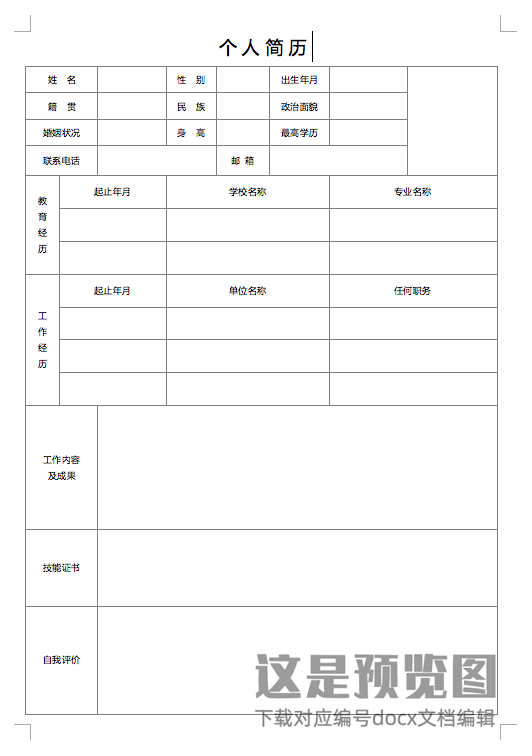 个人简历
姓 名 性 别 出生年月
籍 贯 民 族 政治面貌
婚姻状况 身 高 最高学历
联系电话 邮 箱
教育经历
起止年月 学校名称 专业名称
工作经历
起止年月 单位名称 任何职务
工作内容
及成果
技能证书
自我评价
这是预览图
下载对应编号docx文档编辑